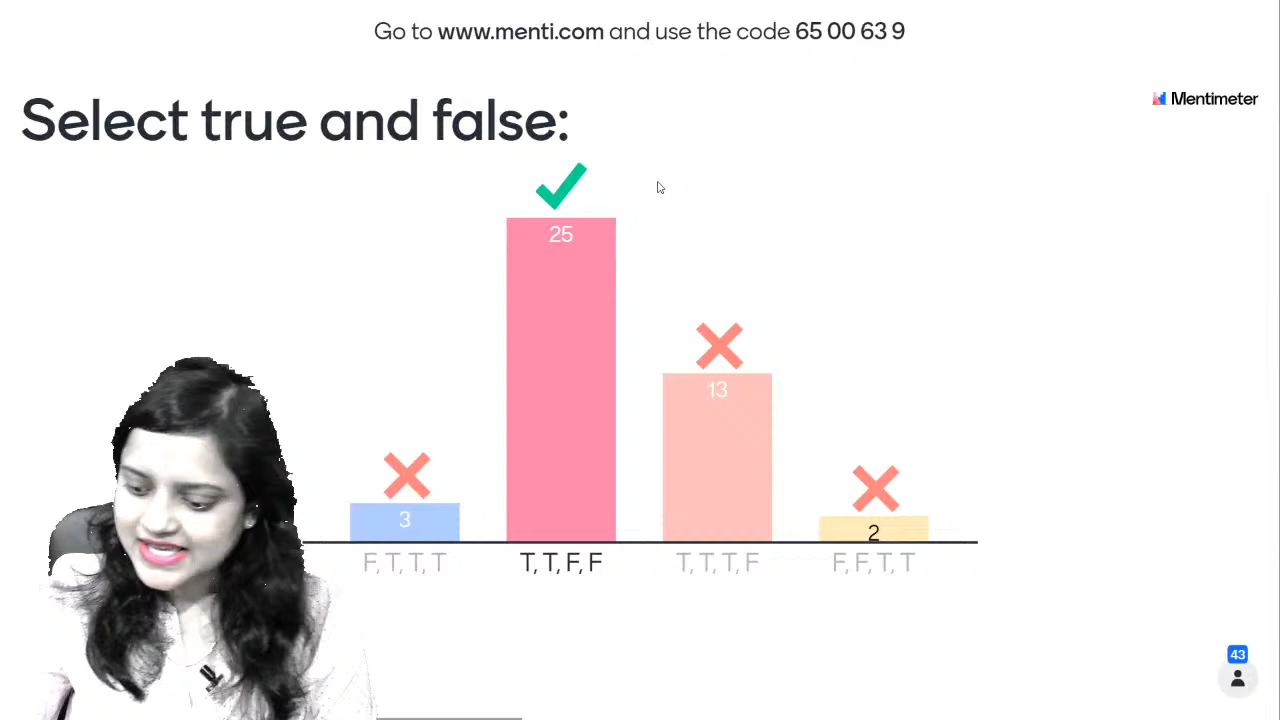 Go to www.menti.com and use the code 65 00 63 9
Mentimeter
Select true and false:
25
13
3
2
F, T, T, T
T, T, F, F
T, T, T, F
F, F, T, T
43